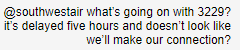 @southwestair what's going on with 3229?
it's delayed five hours and doesn't look like
we'll make our connection?